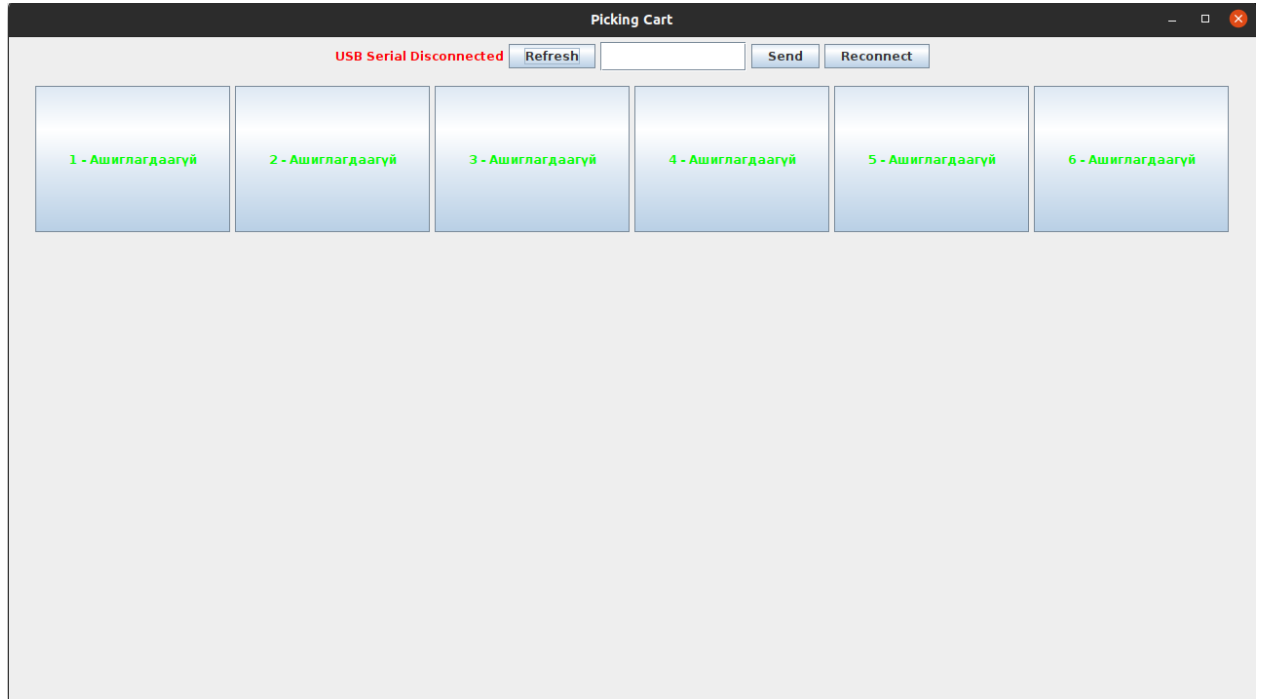 Picking Cart
USB Serial Disconnected Refresh Send Reconnect
1 - Ашиглагдаагүй 2 - Ашиглагдаагүй 3 - Ашиглагдаагүй 4 - Ашиглагдаагүй 5 - Ашиглагдаагүй 6 - Ашиглагдаагүй